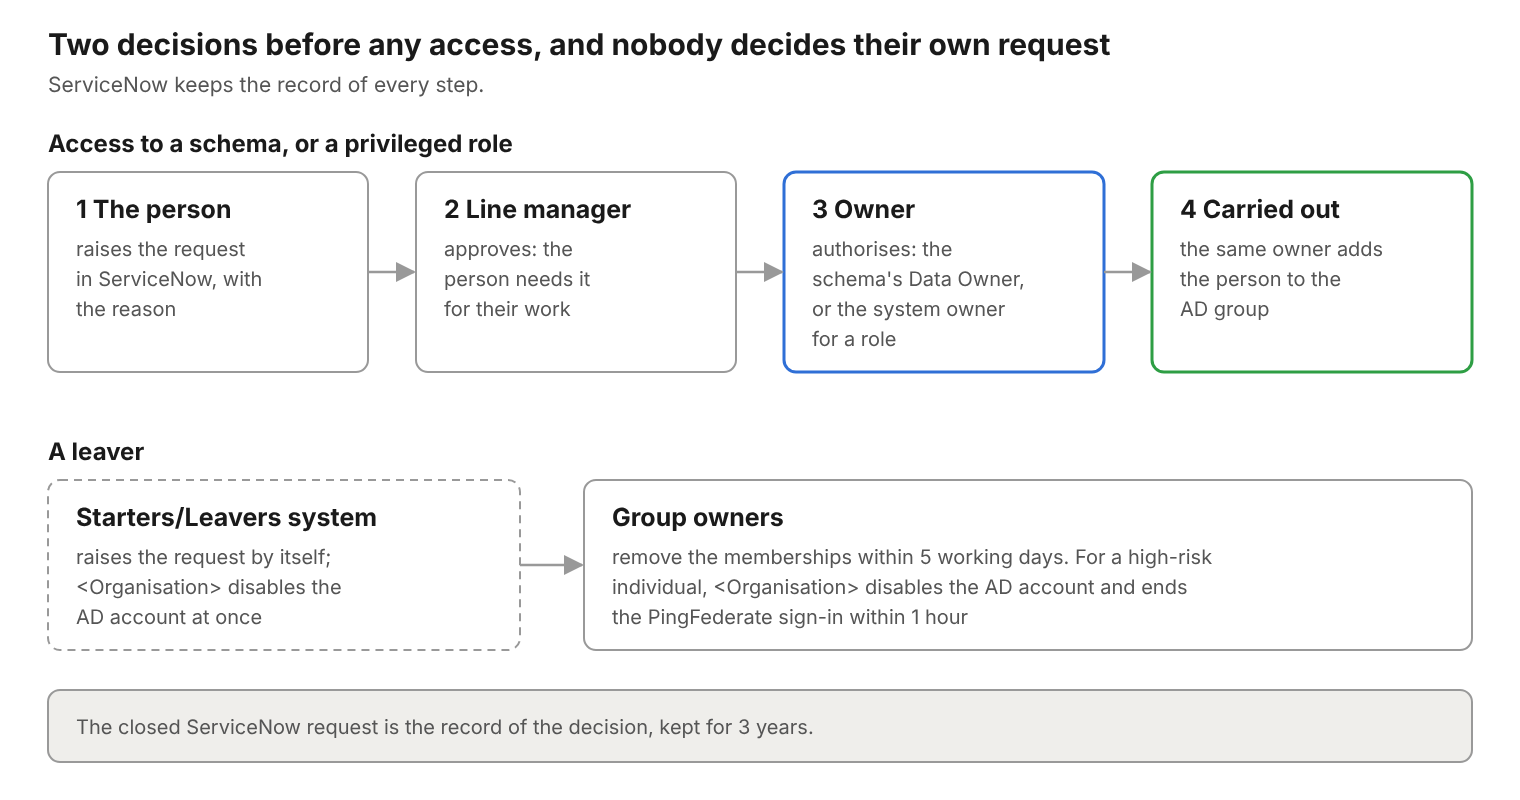 Two decisions before any access, and nobody decides their own request
ServiceNow keeps the record of every step.
Access to a schema, or a privileged role
1 The person
raises the request
in ServiceNow, with
the reason
2 Line manager
approves: the
person needs it
for their work
3 Owner
authorises: the
schema's Data Owner,
or the system owner
for a role
4 Carried out
the same owner adds
the person to the
AD group
A leaver
Starters/Leavers system
raises the request by itself;
<Organisation> disables the
AD account at once
Group owners
remove the memberships within 5 working days. For a high-risk
individual, <Organisation> disables the AD account and ends
the PingFederate sign-in within 1 hour
The closed ServiceNow request is the record of the decision, kept for 3 years.